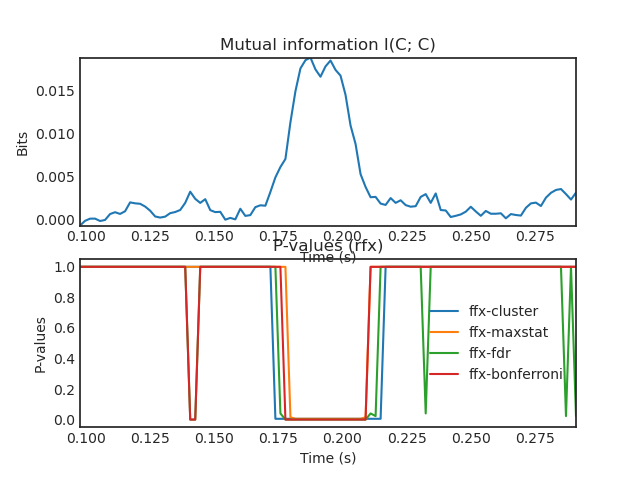 Mutual information I(C; C)
0.015
0.010
0.005
0.000
Bits
0.100 0.125 0.150 0.175 0.200 0.225 0.250 0.275
Time (s)
P-values (rfx)
1.0
0.8
0.6
0.4
0.2
0.0
P-values
ffx-cluster
ffx-maxstat
ffx-fdr
ffx-bonferroni
0.100 0.125 0.150 0.175 0.200 0.225 0.250 0.275
Time (s)